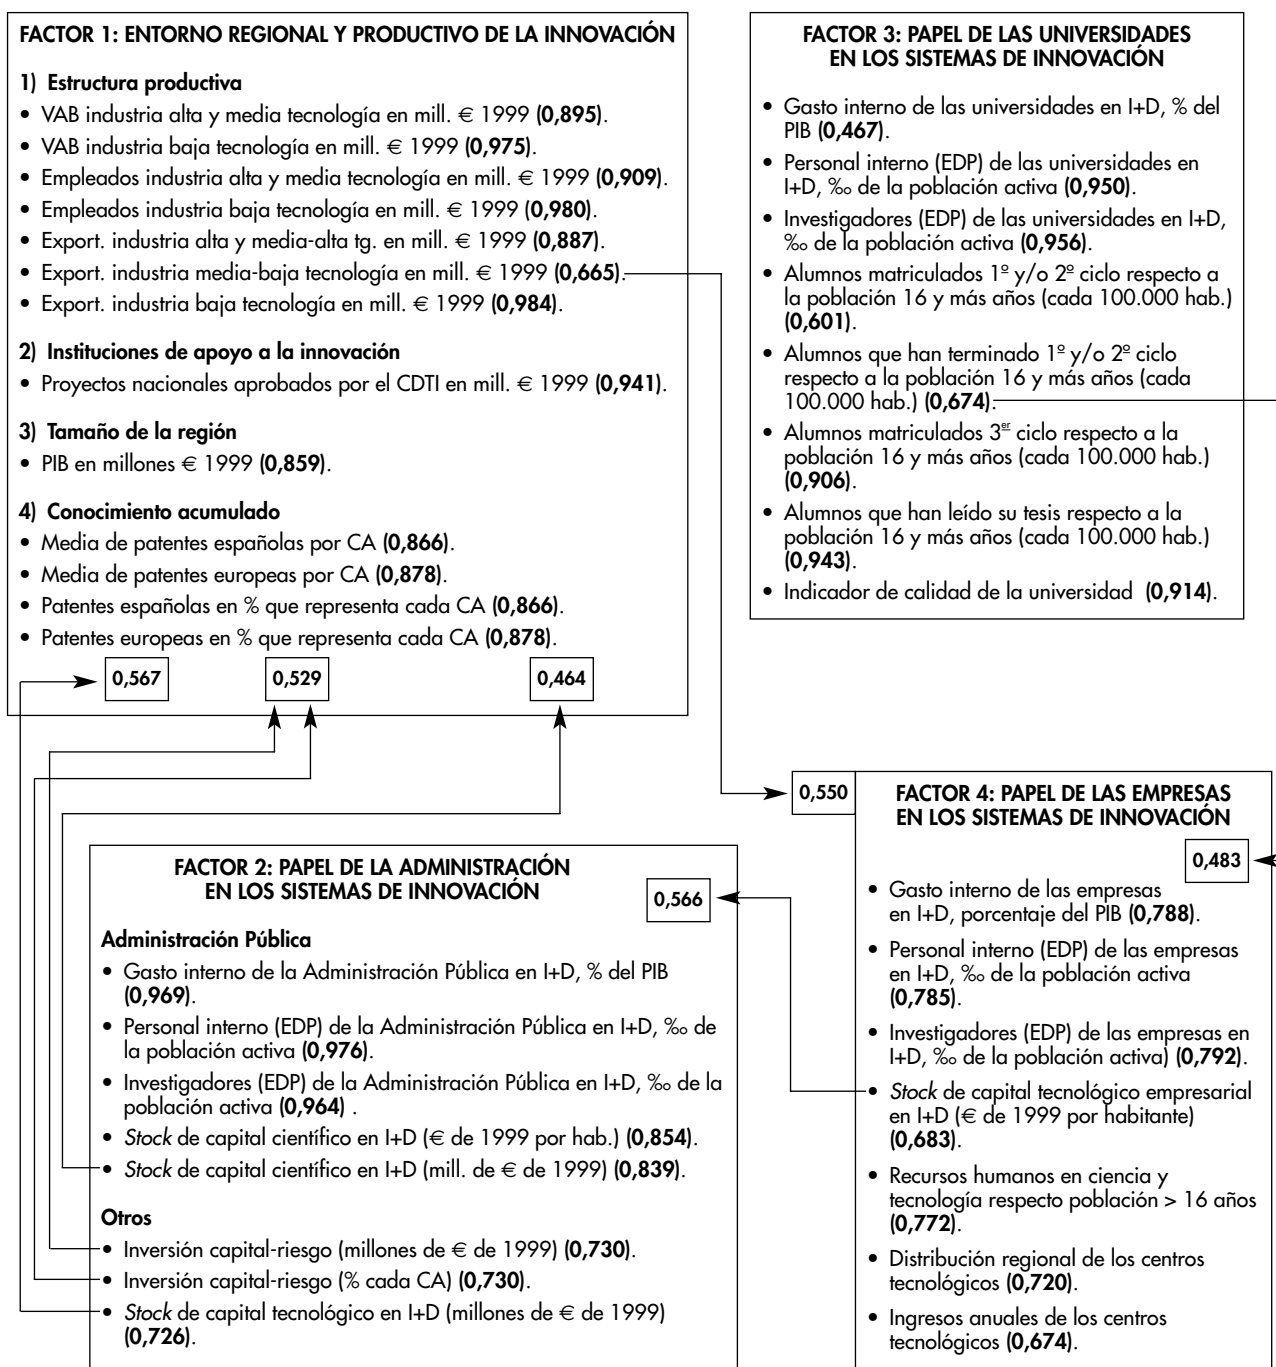 FACTOR 1: ENTORNO REGIONAL Y PRODUCTIVO DE LA INNOVACIÓN
1) Estructura productiva
• VAB industria alta y media tecnología en mill. € 1999 (0,895).
• VAB industria baja tecnología en mill. € 1999 (0,975).
• Empleados industria alta y media tecnología en mill. € 1999 (0,909).
• Empleados industria baja tecnología en mill. € 1999 (0,980).
• Export. industria alta y media-alta tg. en mill. € 1999 (0,887).
• Export. industria media-baja tecnología en mill. € 1999 (0,665).
• Export. industria baja tecnología en mill. € 1999 (0,984).
2) Instituciones de apoyo a la innovación
• Proyectos nacionales aprobados por el CDTI en mill. € 1999 (0,941).
3) Tamaño de la región
• PIB en millones € 1999 (0,859).
4) Conocimiento acumulado
• Media de patentes españolas por CA (0,866).
• Media de patentes europeas por CA (0,878).
• Patentes españolas en % que representa cada CA (0,866).
• Patentes europeas en % que representa cada CA (0,878).
0,567
0,529
0,464
FACTOR 3: PAPEL DE LAS UNIVERSIDADES
EN LOS SISTEMAS DE INNOVACIÓN
• Gasto interno de las universidades en I+D, % del
PIB (0,467).
• Personal interno (EDP) de las universidades en
I+D, ‰ de la población activa (0,950).
• Investigadores (EDP) de las universidades en I+D,
‰ de la población activa (0,956).
• Alumnos matriculados 1º y/o 2º ciclo respecto a
la población 16 y más años (cada 100.000 hab.)
(0,601).
• Alumnos que han terminado 1º y/o 2º ciclo
respecto a la población 16 y más años (cada
100.000 hab.) (0,674).
• Alumnos matriculados 3er ciclo respecto a la
población 16 y más años (cada 100.000 hab.)
(0,906).
• Alumnos que han leído su tesis respecto a la
población 16 y más años (cada 100.000 hab.)
(0,943).
• Indicador de calidad de la universidad (0,914).
FACTOR 2: PAPEL DE LA ADMINISTRACIÓN
EN LOS SISTEMAS DE INNOVACIÓN
0,566
Administración Pública
• Gasto interno de la Administración Pública en I+D, % del PIB
(0,969).
• Personal interno (EDP) de la Administración Pública en I+D, ‰ de
la población activa (0,976).
• Investigadores (EDP) de la Administración Pública en I+D, ‰ de la
población activa (0,964) .
• Stock de capital científico en I+D (€ de 1999 por hab.) (0,854).
• Stock de capital científico en I+D (mill. de € de 1999) (0,839).
Otros
• Inversión capital-riesgo (millones de € de 1999) (0,730).
• Inversión capital-riesgo (% cada CA) (0,730).
• Stock de capital tecnológico en I+D (millones de € de 1999)
(0,726).
0,550
FACTOR 4: PAPEL DE LAS EMPRESAS
EN LOS SISTEMAS DE INNOVACIÓN
0,483
• Gasto interno de las empresas
en I+D, porcentaje del PIB (0,788).
• Personal interno (EDP) de las empresas
en I+D, ‰ de la población activa
(0,785).
• Investigadores (EDP) de las empresas en
I+D, ‰ de la población activa) (0,792).
• Stock de capital tecnológico empresarial
en I+D (€ de 1999 por habitante)
(0,683).
• Recursos humanos en ciencia y
tecnología respecto población > 16 años
(0,772).
• Distribución regional de los centros
tecnológicos (0,720).
• Ingresos anuales de los centros
tecnológicos (0,674).